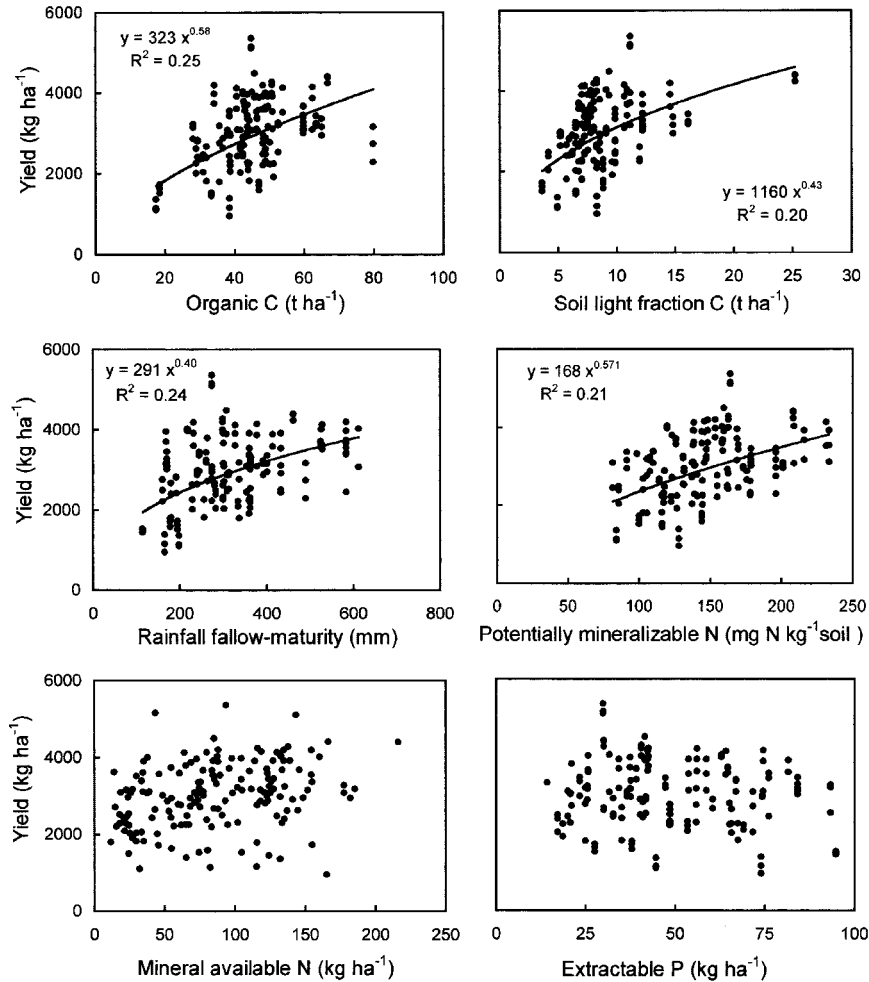 6000
y = 323 x^0.58
R² = 0.25
4000
2000
0
Yield (kg ha⁻¹)
0 20 40 60 80 100
Organic C (t ha⁻¹)
y = 1160 x^0.43
R² = 0.20
0 5 10 15 20 25 30
Soil light fraction C (t ha⁻¹)
6000
y = 291 x^0.40
R² = 0.24
4000
2000
0
Yield (kg ha⁻¹)
0 200 400 600 800
Rainfall fallow-maturity (mm)
y = 168 x^0.571
R² = 0.21
0 50 100 150 200 250
Potentially mineralizable N (mg N kg⁻¹soil )
6000
4000
2000
0
Yield (kg ha⁻¹)
0 50 100 150 200 250
Mineral available N (kg ha⁻¹)
0 25 50 75 100
Extractable P (kg ha⁻¹)